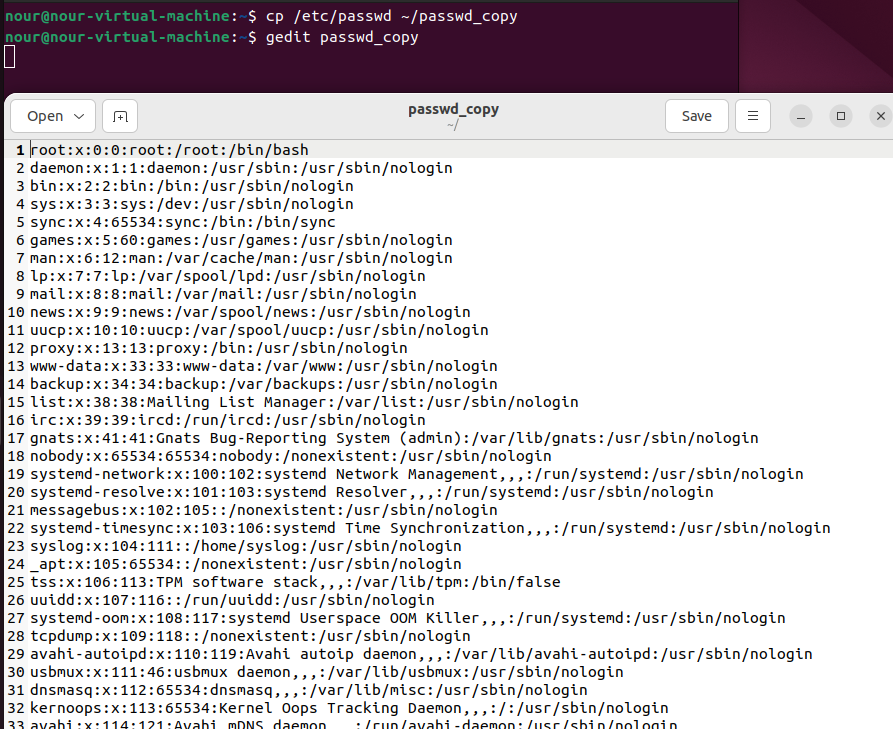 nour@nour-virtual-machine:~$ cp /etc/passwd ~/passwd_copy
nour@nour-virtual-machine:~$ gedit passwd_copy
Open passwd_copy Save
~/
1 root:x:0:0:root:/root:/bin/bash
2 daemon:x:1:1:daemon:/usr/sbin:/usr/sbin/nologin
3 bin:x:2:2:bin:/bin:/usr/sbin/nologin
4 sys:x:3:3:sys:/dev:/usr/sbin/nologin
5 sync:x:4:65534:sync:/bin:/bin/sync
6 games:x:5:60:games:/usr/games:/usr/sbin/nologin
7 man:x:6:12:man:/var/cache/man:/usr/sbin/nologin
8 lp:x:7:7:lp:/var/spool/lpd:/usr/sbin/nologin
9 mail:x:8:8:mail:/var/mail:/usr/sbin/nologin
10 news:x:9:9:news:/var/spool/news:/usr/sbin/nologin
11 uucp:x:10:10:uucp:/var/spool/uucp:/usr/sbin/nologin
12 proxy:x:13:13:proxy:/bin:/usr/sbin/nologin
13 www-data:x:33:33:www-data:/var/www:/usr/sbin/nologin
14 backup:x:34:34:backup:/var/backups:/usr/sbin/nologin
15 list:x:38:38:Mailing List Manager:/var/list:/usr/sbin/nologin
16 irc:x:39:39:ircd:/run/ircd:/usr/sbin/nologin
17 gnats:x:41:41:Gnats Bug-Reporting System (admin):/var/lib/gnats:/usr/sbin/nologin
18 nobody:x:65534:65534:nobody:/nonexistent:/usr/sbin/nologin
19 systemd-network:x:100:102:systemd Network Management,,,:/run/systemd:/usr/sbin/nologin
20 systemd-resolve:x:101:103:systemd Resolver,,,:/run/systemd:/usr/sbin/nologin
21 messagebus:x:102:105::/nonexistent:/usr/sbin/nologin
22 systemd-timesync:x:103:106:systemd Time Synchronization,,,:/run/systemd:/usr/sbin/nologin
23 syslog:x:104:111::/home/syslog:/usr/sbin/nologin
24 _apt:x:105:65534::/nonexistent:/usr/sbin/nologin
25 tss:x:106:113:TPM software stack,,,:/var/lib/tpm:/bin/false
26 uuidd:x:107:116::/run/uuidd:/usr/sbin/nologin
27 systemd-oom:x:108:117:systemd Userspace OOM Killer,,,:/run/systemd:/usr/sbin/nologin
28 tcpdump:x:109:118::/nonexistent:/usr/sbin/nologin
29 avahi-autoipd:x:110:119:Avahi autoip daemon,,,:/var/lib/avahi-autoipd:/usr/sbin/nologin
30 usbmux:x:111:46:usbmux daemon,,,:/var/lib/usbmux:/usr/sbin/nologin
31 dnsmasq:x:112:65534:dnsmasq,,,:/var/lib/misc:/usr/sbin/nologin
32 kernoops:x:113:65534:Kernel Oops Tracking Daemon,,,:/:/usr/sbin/nologin
33 avahi:x:114:121:Avahi mDNS daemon,,,:/run/avahi-daemon:/usr/sbin/nologin